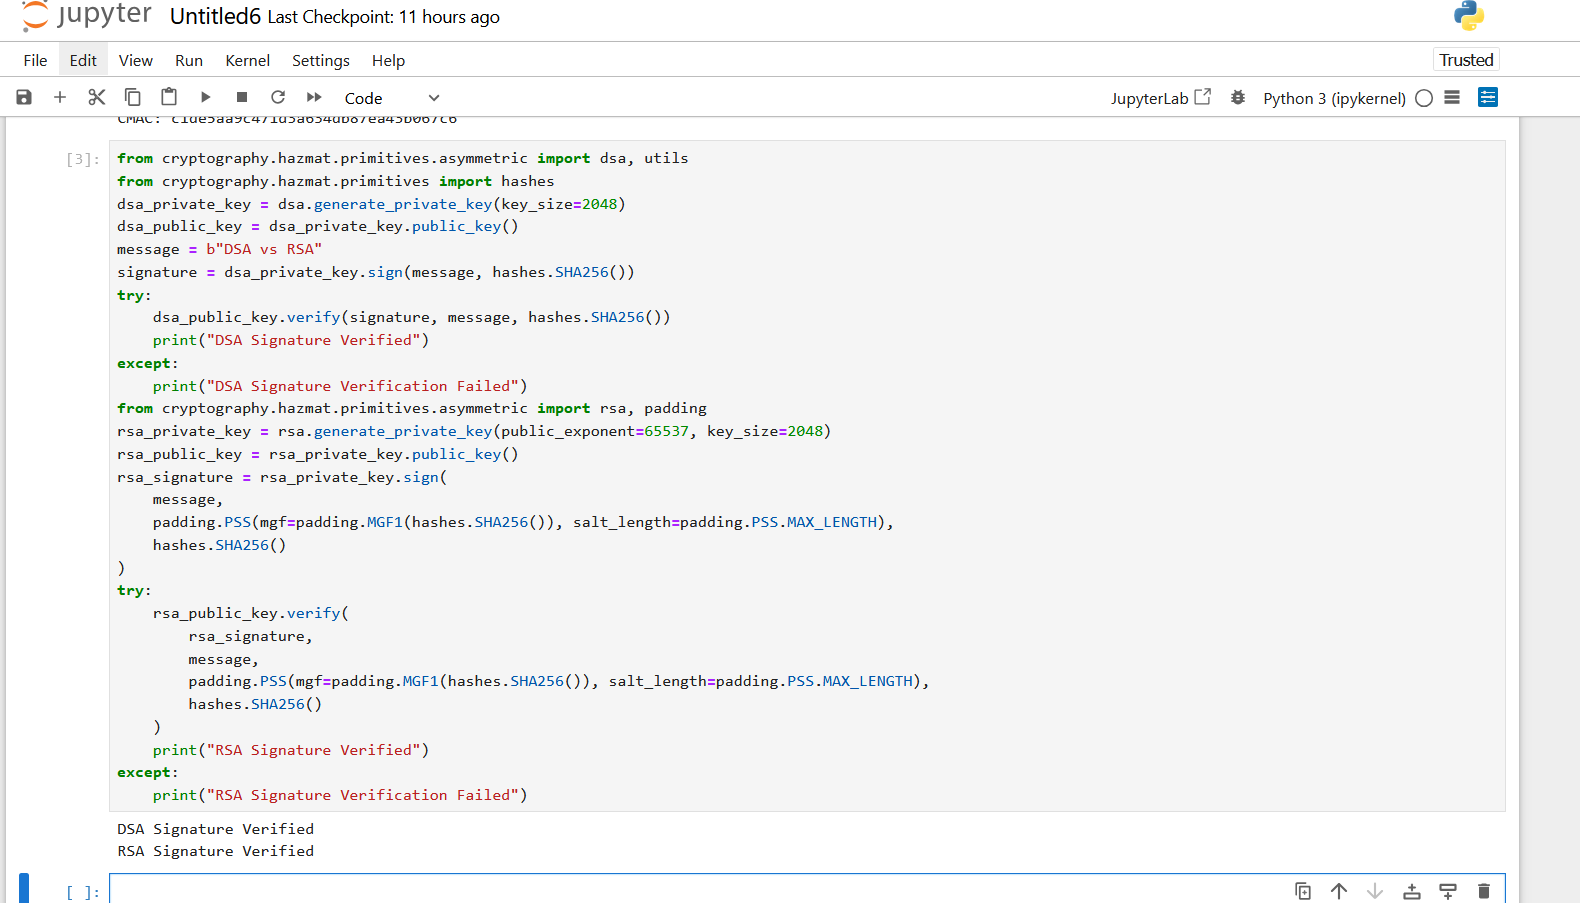 jupyter Untitled6 Last Checkpoint: 11 hours ago
File Edit View Run Kernel Settings Help Trusted
Code JupyterLab Python 3 (ipykernel)
CMAC: c1de5aa9c471d3a634db87ea43b067c6
[3]: from cryptography.hazmat.primitives.asymmetric import dsa, utils
from cryptography.hazmat.primitives import hashes
dsa_private_key = dsa.generate_private_key(key_size=2048)
dsa_public_key = dsa_private_key.public_key()
message = b"DSA vs RSA"
signature = dsa_private_key.sign(message, hashes.SHA256())
try:
    dsa_public_key.verify(signature, message, hashes.SHA256())
    print("DSA Signature Verified")
except:
    print("DSA Signature Verification Failed")
from cryptography.hazmat.primitives.asymmetric import rsa, padding
rsa_private_key = rsa.generate_private_key(public_exponent=65537, key_size=2048)
rsa_public_key = rsa_private_key.public_key()
rsa_signature = rsa_private_key.sign(
    message,
    padding.PSS(mgf=padding.MGF1(hashes.SHA256()), salt_length=padding.PSS.MAX_LENGTH),
    hashes.SHA256()
)
try:
    rsa_public_key.verify(
        rsa_signature,
        message,
        padding.PSS(mgf=padding.MGF1(hashes.SHA256()), salt_length=padding.PSS.MAX_LENGTH),
        hashes.SHA256()
    )
    print("RSA Signature Verified")
except:
    print("RSA Signature Verification Failed")
DSA Signature Verified
RSA Signature Verified
[ ]: